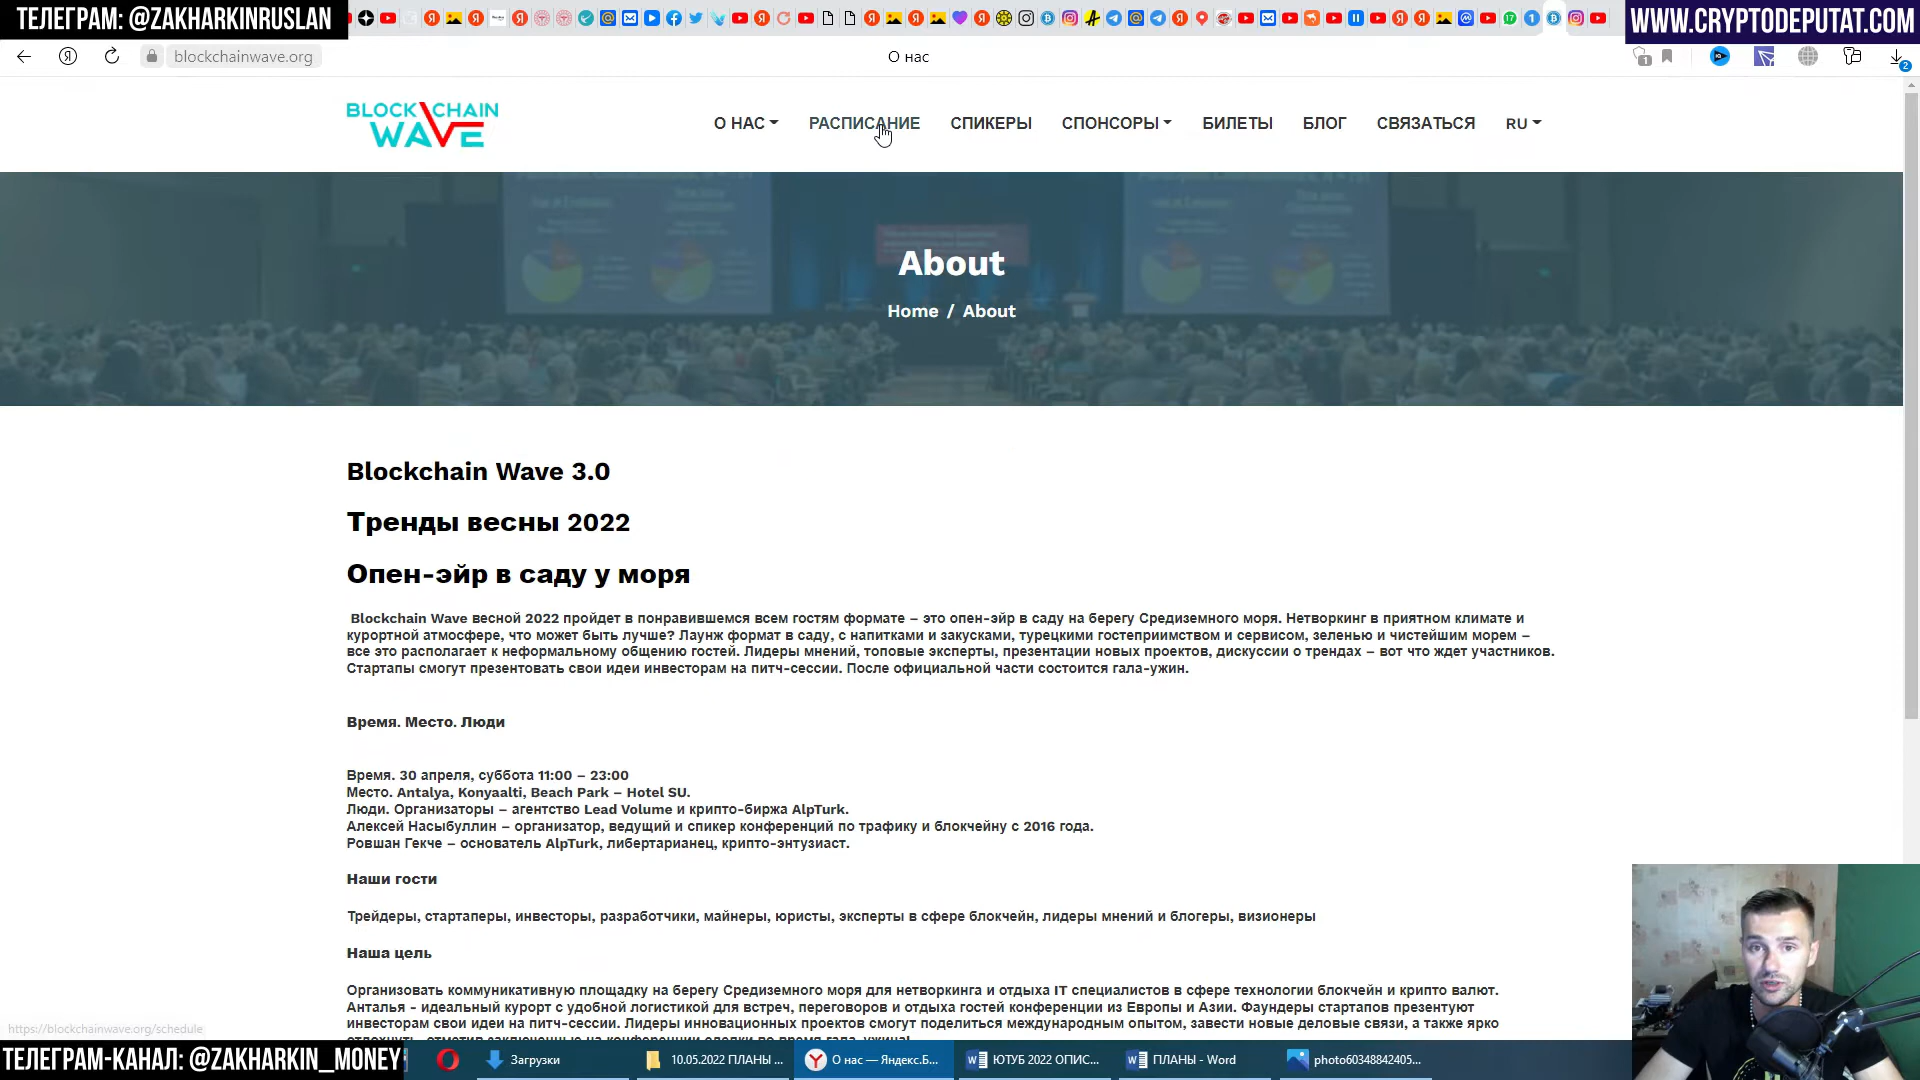 ТЕЛЕГРАМ: @ZAKHARKINRUSLAN
WWW.CRYPTODEPUTAT.COM
blockchainwave.org
О нас
BLOCKCHAIN
WAVE
О НАС
РАСПИСАНИЕ
СПИКЕРЫ
СПОНСОРЫ
БИЛЕТЫ
БЛОГ
СВЯЗАТЬСЯ
RU
About
Home / About
Blockchain Wave 3.0
Тренды весны 2022
Опен-эйр в саду у моря
Blockchain Wave весной 2022 пройдет в понравившемся всем гостям формате – это опен-эйр в саду на берегу Средиземного моря. Нетворкинг в приятном климате и
курортной атмосфере, что может быть лучше? Лаунж формат в саду, с напитками и закусками, турецкими гостеприимством и сервисом, зеленью и чистейшим морем –
все это располагает к неформальному общению гостей. Лидеры мнений, топовые эксперты, презентации новых проектов, дискуссии о трендах – вот что ждет участников.
Стартапы смогут презентовать свои идеи инвесторам на питч-сессии. После официальной части состоится гала-ужин.
Время. Место. Люди
Время. 30 апреля, суббота 11:00 – 23:00
Место. Antalya, Konyaalti, Beach Park – Hotel SU.
Люди. Организаторы – агентство Lead Volume и крипто-биржа AlpTurk.
Алексей Насыбуллин – организатор, ведущий и спикер конференций по трафику и блокчейну с 2016 года.
Ровшан Гекче – основатель AlpTurk, либертарианец, крипто-энтузиаст.
Наши гости
Трейдеры, стартаперы, инвесторы, разработчики, майнеры, юристы, эксперты в сфере блокчейн, лидеры мнений и блогеры, визионеры
Наша цель
Организовать коммуникативную площадку на берегу Средиземного моря для нетворкинга и отдыха IT специалистов в сфере технологии блокчейн и крипто валют.
Анталья - идеальный курорт с удобной логистикой для встреч, переговоров и отдыха гостей конференции из Европы и Азии. Фаундеры стартапов презентуют
инвесторам свои идеи на питч-сессии. Лидеры инновационных проектов смогут поделиться международным опытом, завести новые деловые связи, а также ярко
https://blockchainwave.org/schedule
ТЕЛЕГРАМ-КАНАЛ: @ZAKHARKIN_MONEY
Загрузки
10.05.2022 ПЛАНЫ ...
О нас — Яндекс.Б...
ЮТУБ 2022 ОПИС...
ПЛАНЫ - Word
photo60348842405...